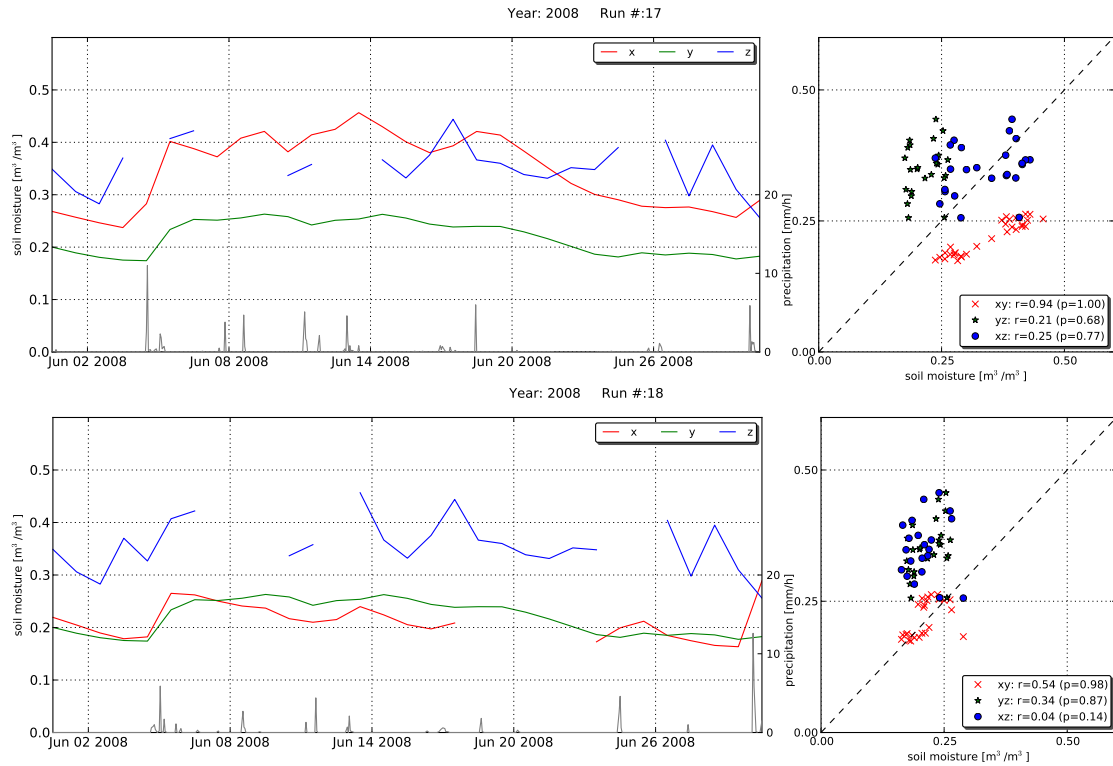 Year: 2008 Run #:17
x y z
0.5
0.4
0.3
0.2
0.1
0.0
soil moisture [m³/m³]
20
10
0
precipitation [mm/h]
Jun 02 2008 Jun 08 2008 Jun 14 2008 Jun 20 2008 Jun 26 2008
0.50
0.25
0.00
xy: r=0.94 (p=1.00)
yz: r=0.21 (p=0.68)
xz: r=0.25 (p=0.77)
0.25 0.50
soil moisture [m³/m³]
Year: 2008 Run #:18
x y z
0.5
0.4
0.3
0.2
0.1
0.0
soil moisture [m³/m³]
20
10
0
precipitation [mm/h]
Jun 02 2008 Jun 08 2008 Jun 14 2008 Jun 20 2008 Jun 26 2008
0.50
0.25
0.00
xy: r=0.54 (p=0.98)
yz: r=0.34 (p=0.87)
xz: r=0.04 (p=0.14)
0.00 0.25 0.50
soil moisture [m³/m³]